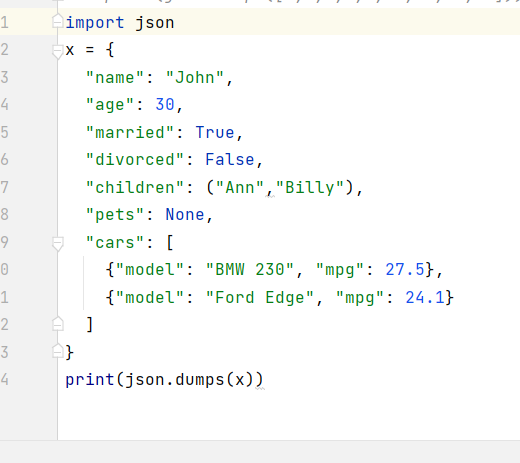 1 import json
2 x = {
3 "name": "John",
4 "age": 30,
5 "married": True,
6 "divorced": False,
7 "children": ("Ann","Billy"),
8 "pets": None,
9 "cars": [
0 {"model": "BMW 230", "mpg": 27.5},
1 {"model": "Ford Edge", "mpg": 24.1}
2 ]
3 }
4 print(json.dumps(x))